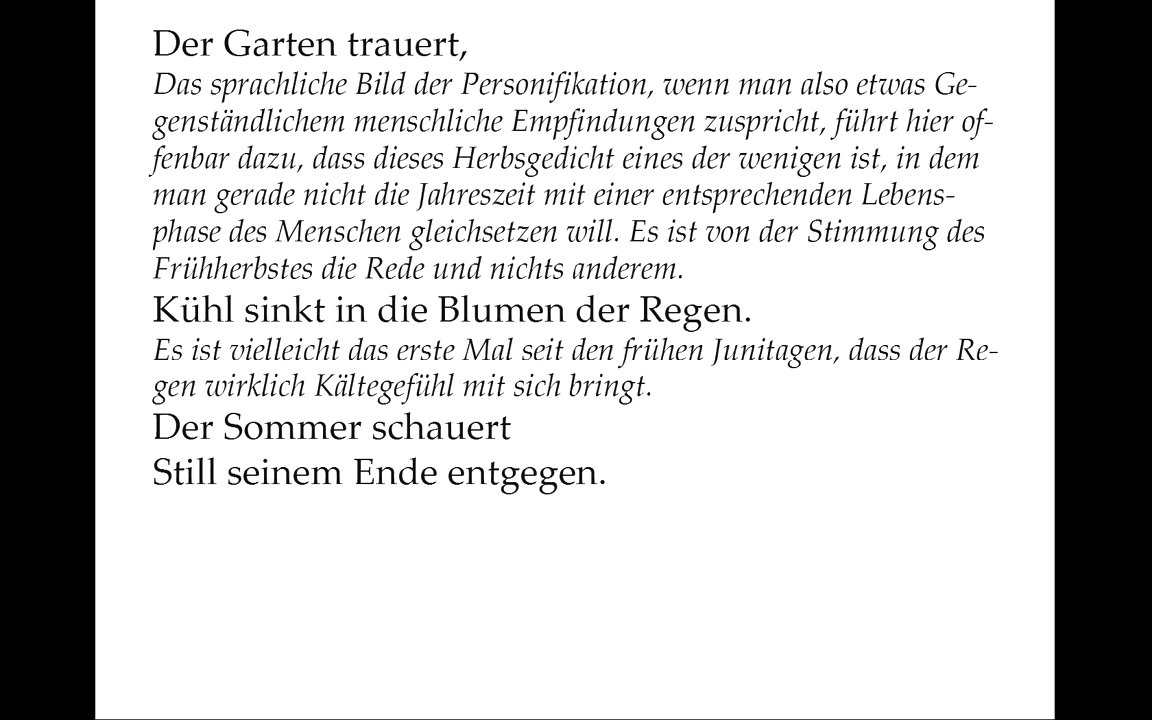 Der Garten trauert,
Das sprachliche Bild der Personifikation, wenn man also etwas Ge-
genständlichem menschliche Empfindungen zuspricht, führt hier of-
fenbar dazu, dass dieses Herbsgedicht eines der wenigen ist, in dem
man gerade nicht die Jahreszeit mit einer entsprechenden Lebens-
phase des Menschen gleichsetzen will. Es ist von der Stimmung des
Frühherbstes die Rede und nichts anderem.
Kühl sinkt in die Blumen der Regen.
Es ist vielleicht das erste Mal seit den frühen Junitagen, dass der Re-
gen wirklich Kältegefühl mit sich bringt.
Der Sommer schauert
Still seinem Ende entgegen.